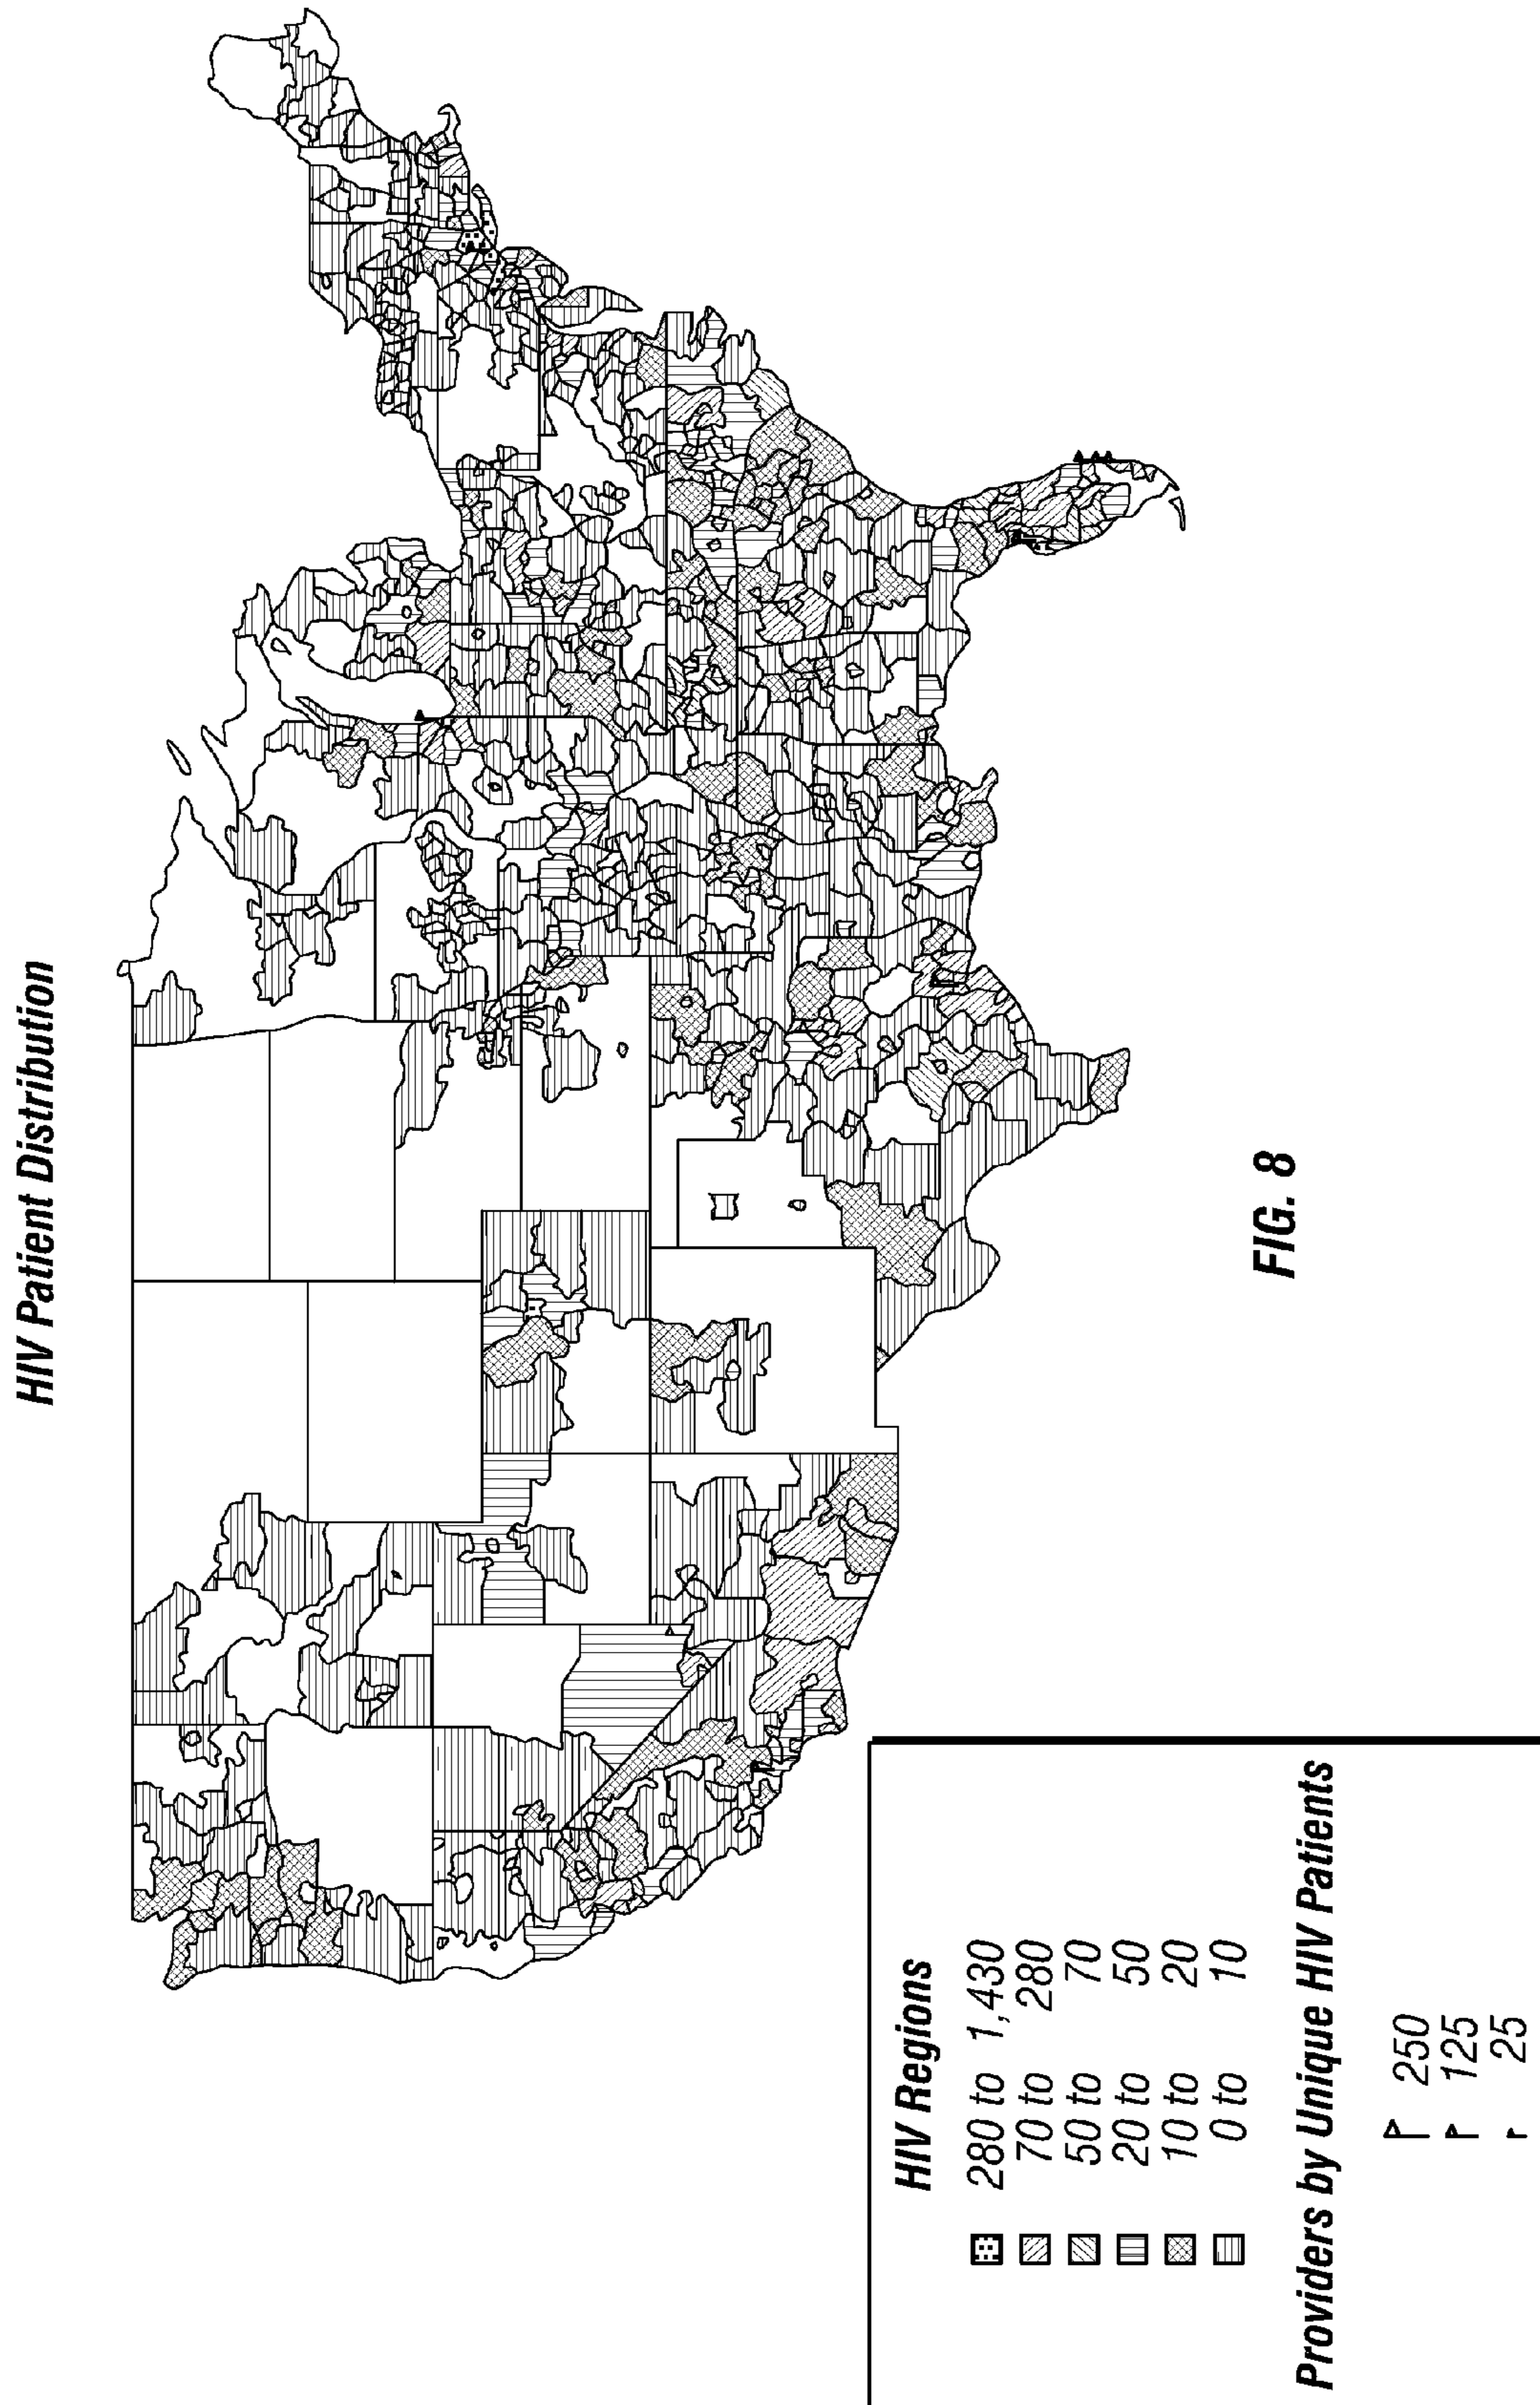 HIV Patient Distribution
HIV Regions
280 to 1,430
70 to 280
50 to 70
20 to 50
10 to 20
0 to 10
Providers by Unique HIV Patients
250
125
25
FIG. 8